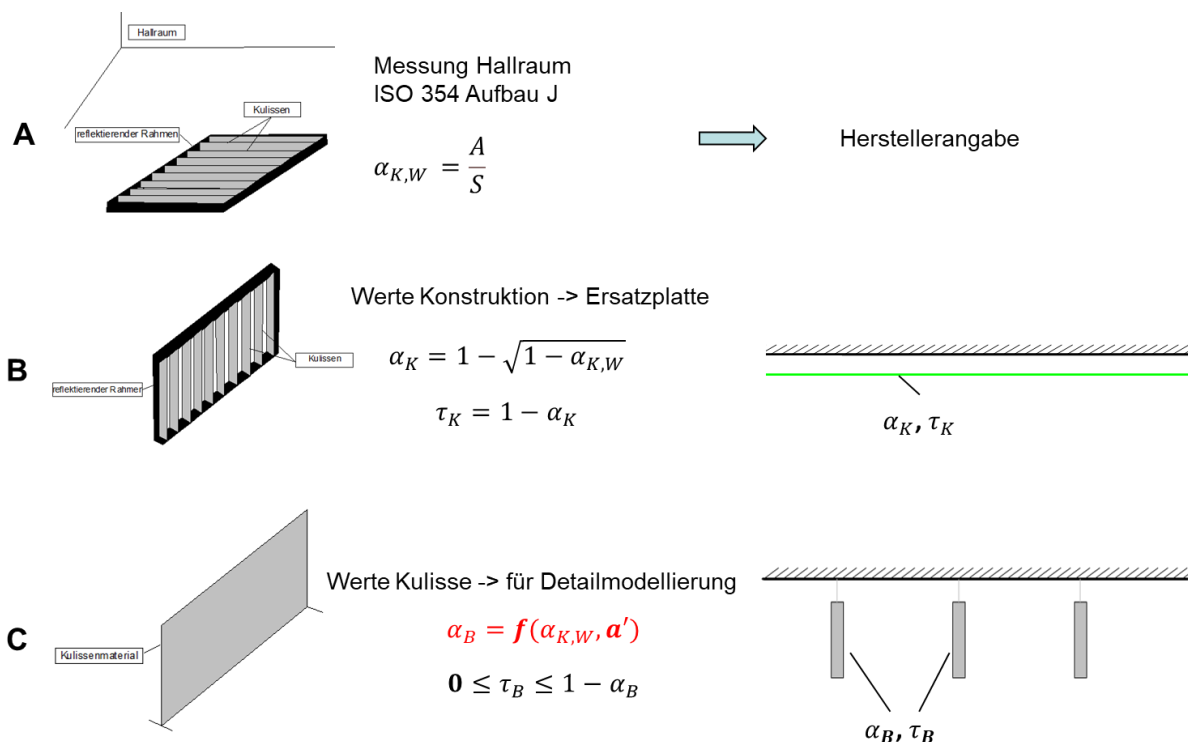 Hallraum
Messung Hallraum
ISO 354 Aufbau J
Kulissen
reflektierender Rahmen
A
α_{K,W} = A/S
Herstellerangabe
Werte Konstruktion -> Ersatzplatte
Kulissen
α_K = 1 − √(1 − α_{K,W})
B
reflektierender Rahmen
τ_K = 1 − α_K
α_K, τ_K
Werte Kulisse -> für Detailmodellierung
α_B = f(α_{K,W}, a′)
C
Kulissenmaterial
0 ≤ τ_B ≤ 1 − α_B
α_B, τ_B